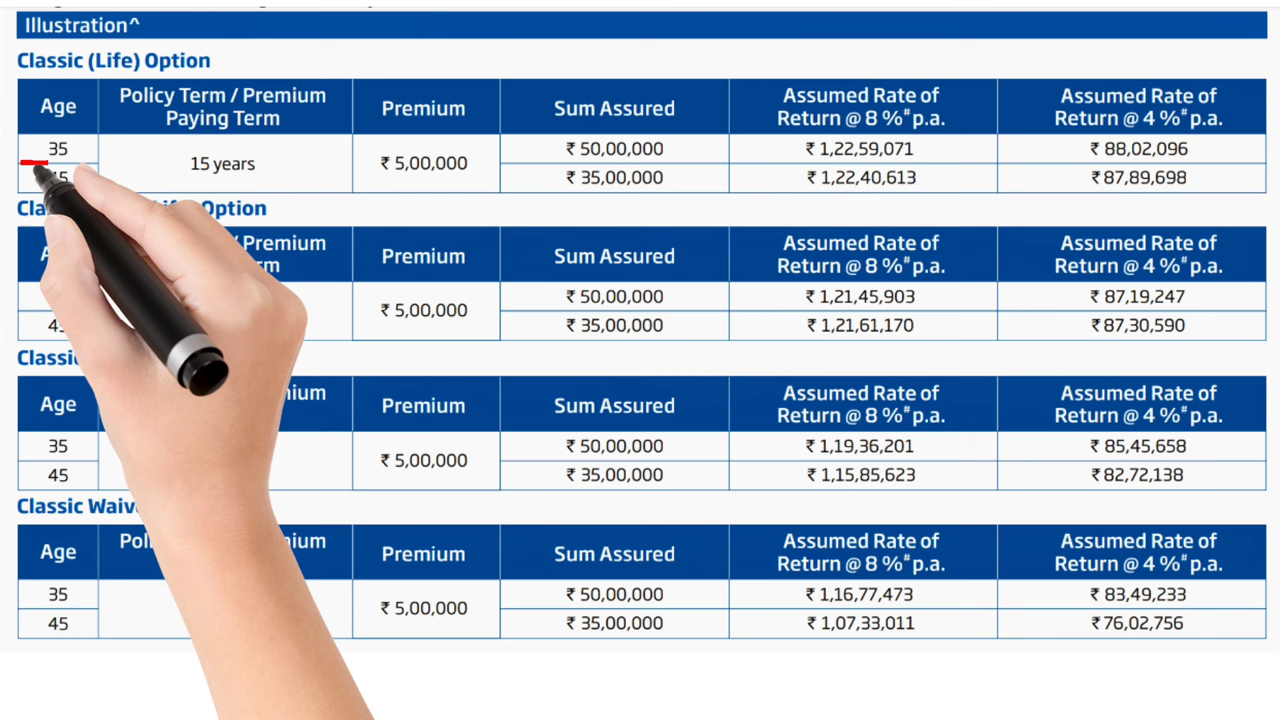 Illustration^
Classic (Life) Option
Age Policy Term / Premium Paying Term Premium Sum Assured Assumed Rate of Return @ 8 %# p.a. Assumed Rate of Return @ 4 %# p.a.
35 15 years ₹ 5,00,000 ₹ 50,00,000 ₹ 1,22,59,071 ₹ 88,02,096
₹ 35,00,000 ₹ 1,22,40,613 ₹ 87,89,698
Option
/ Premium Premium Sum Assured Assumed Rate of Return @ 8 %# p.a. Assumed Rate of Return @ 4 %# p.a.
₹ 5,00,000 ₹ 50,00,000 ₹ 1,21,45,903 ₹ 87,19,247
₹ 35,00,000 ₹ 1,21,61,170 ₹ 87,30,590
Classic
Age Premium Sum Assured Assumed Rate of Return @ 8 %# p.a. Assumed Rate of Return @ 4 %# p.a.
35 ₹ 5,00,000 ₹ 50,00,000 ₹ 1,19,36,201 ₹ 85,45,658
45 ₹ 35,00,000 ₹ 1,15,85,623 ₹ 82,72,138
Classic
Age Premium Sum Assured Assumed Rate of Return @ 8 %# p.a. Assumed Rate of Return @ 4 %# p.a.
35 ₹ 5,00,000 ₹ 50,00,000 ₹ 1,16,77,473 ₹ 83,49,233
45 ₹ 35,00,000 ₹ 1,07,33,011 ₹ 76,02,756